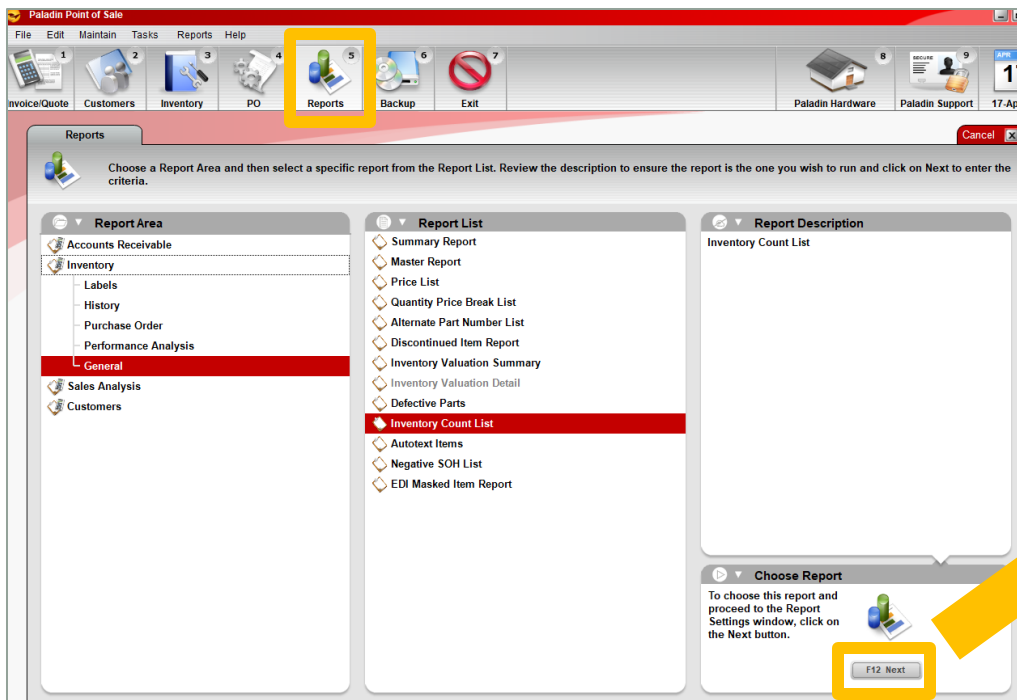 Paladin Point of Sale
File Edit Maintain Tasks Reports Help
1 2 3 4 5 6 7 8 9 APR
SECURE
nvoice/Quote Customers Inventory PO Reports Backup Exit Paladin Hardware Paladin Support 17-Ap
Reports
Cancel
Choose a Report Area and then select a specific report from the Report List. Review the description to ensure the report is the one you wish to run and click on Next to enter the
criteria.
Report Area
Accounts Receivable
Inventory
Labels
History
Purchase Order
Performance Analysis
General
Sales Analysis
Customers
Report List
Summary Report
Master Report
Price List
Quantity Price Break List
Alternate Part Number List
Discontinued Item Report
Inventory Valuation Summary
Inventory Valuation Detail
Defective Parts
Inventory Count List
Autotext Items
Negative SOH List
EDI Masked Item Report
Report Description
Inventory Count List
Choose Report
To choose this report and
proceed to the Report
Settings window, click on
the Next button.
F12 Next